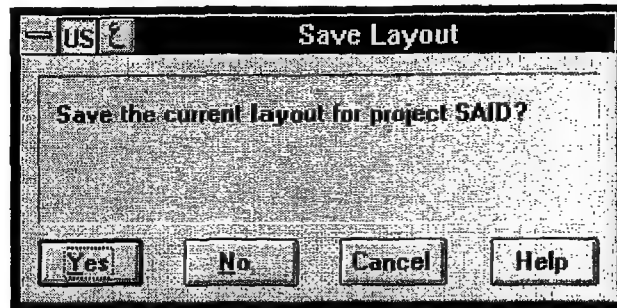 US ع Save Layout
Save the current layout for project SAID?
Yes No Cancel Help